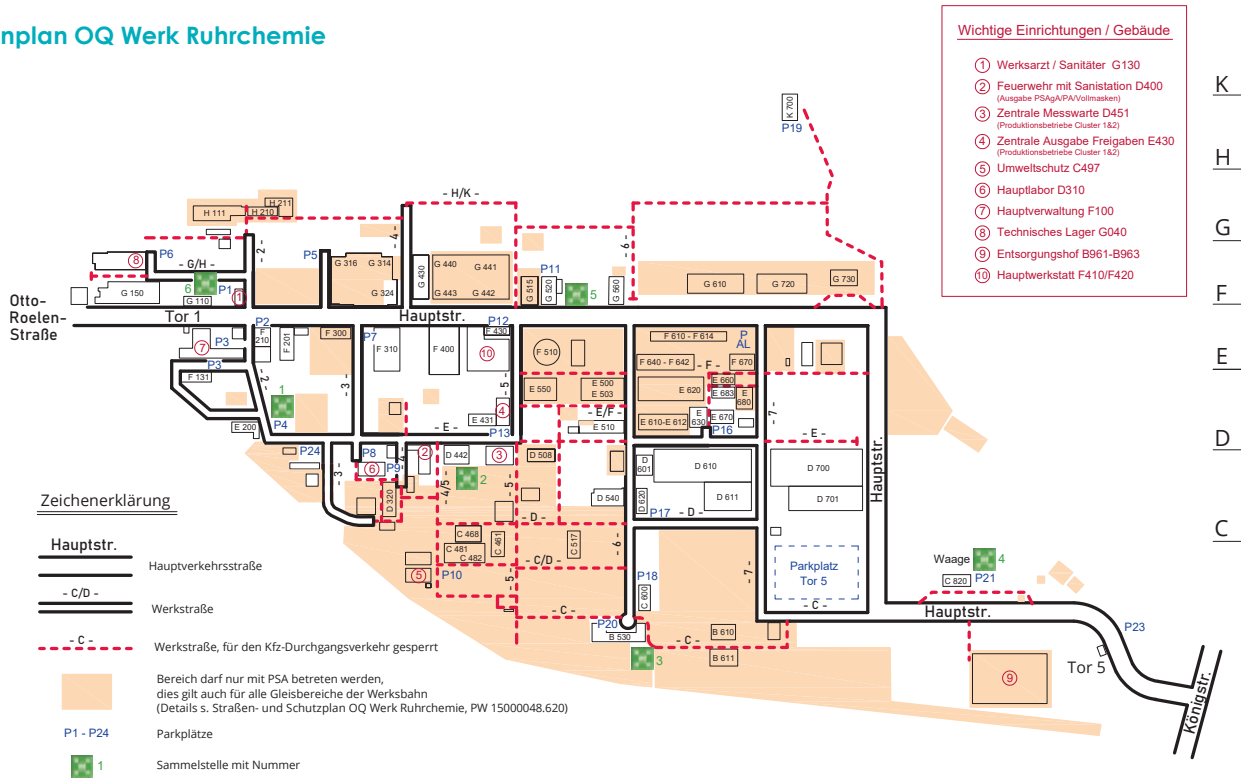 nplan OQ Werk Ruhrchemie
Wichtige Einrichtungen / Gebäude
1 Werksarzt / Sanitäter G130
2 Feuerwehr mit Sanistation D400
(Ausgabe PSAgA/PA/Vollmasken)
3 Zentrale Messwarte D451
(Produktionsbetriebe Cluster 1&2)
4 Zentrale Ausgabe Freigaben E430
(Produktionsbetriebe Cluster 1&2)
5 Umweltschutz C497
6 Hauptlabor D310
7 Hauptverwaltung F100
8 Technisches Lager G040
9 Entsorgungshof B961-B963
10 Hauptwerkstatt F410/F420
K
H
G
F
E
D
C
K 700
P19
- H/K -
H 111
H 210
H 211
- 2 -
- 4 -
- 6 -
8
P6
- G/H -
P5
G 316
G 314
G 324
G 430
G 440
G 441
G 443
G 442
P11
G 515
G 520
5
G 560
G 610
G 720
G 730
6
P1
1
G 150
G 110
Otto-
Roelen-
Straße
Tor 1
Hauptstr.
P2
F 210
F 201
F 300
P7
F 310
F 400
P12
F 430
10
7
P3
P3
F 131
- 2 -
- 3 -
- 5 -
1
P4
E 200
- E -
E 431
4
P13
F 510
E 550
E 500
E 503
- E/F -
E 510
F 610 - F 614
P
AL
F 640 - F 642
- F -
F 670
E 660
E 683
E 620
E 680
E 610-E 612
E 630
E 670
P16
- 7 -
- E -
Hauptstr.
P24
- 3 -
P8
6
P9
- 4 -
2
D 442
3
D 508
2
D 320
- 4/5 -
- 5 -
D 540
D 601
D 610
D 611
D 620
P17
- D -
D 700
D 701
- D -
C 468
C 481
C 482
C 461
C 517
- C/D -
- 6 -
5
P10
- 5 -
- C -
P18
C 600
- 7 -
P20
B 530
3
- C -
B 610
B 611
Parkplatz
Tor 5
- C -
Waage
4
C 820
P21
Hauptstr.
P23
Tor 5
9
Königstr.
Zeichenerklärung
Hauptstr.
Hauptverkehrsstraße
- C/D -
Werkstraße
- C -
Werkstraße, für den Kfz-Durchgangsverkehr gesperrt
Bereich darf nur mit PSA betreten werden,
dies gilt auch für alle Gleisbereiche der Werksbahn
(Details s. Straßen- und Schutzplan OQ Werk Ruhrchemie, PW 15000048.620)
P1 - P24
Parkplätze
1
Sammelstelle mit Nummer